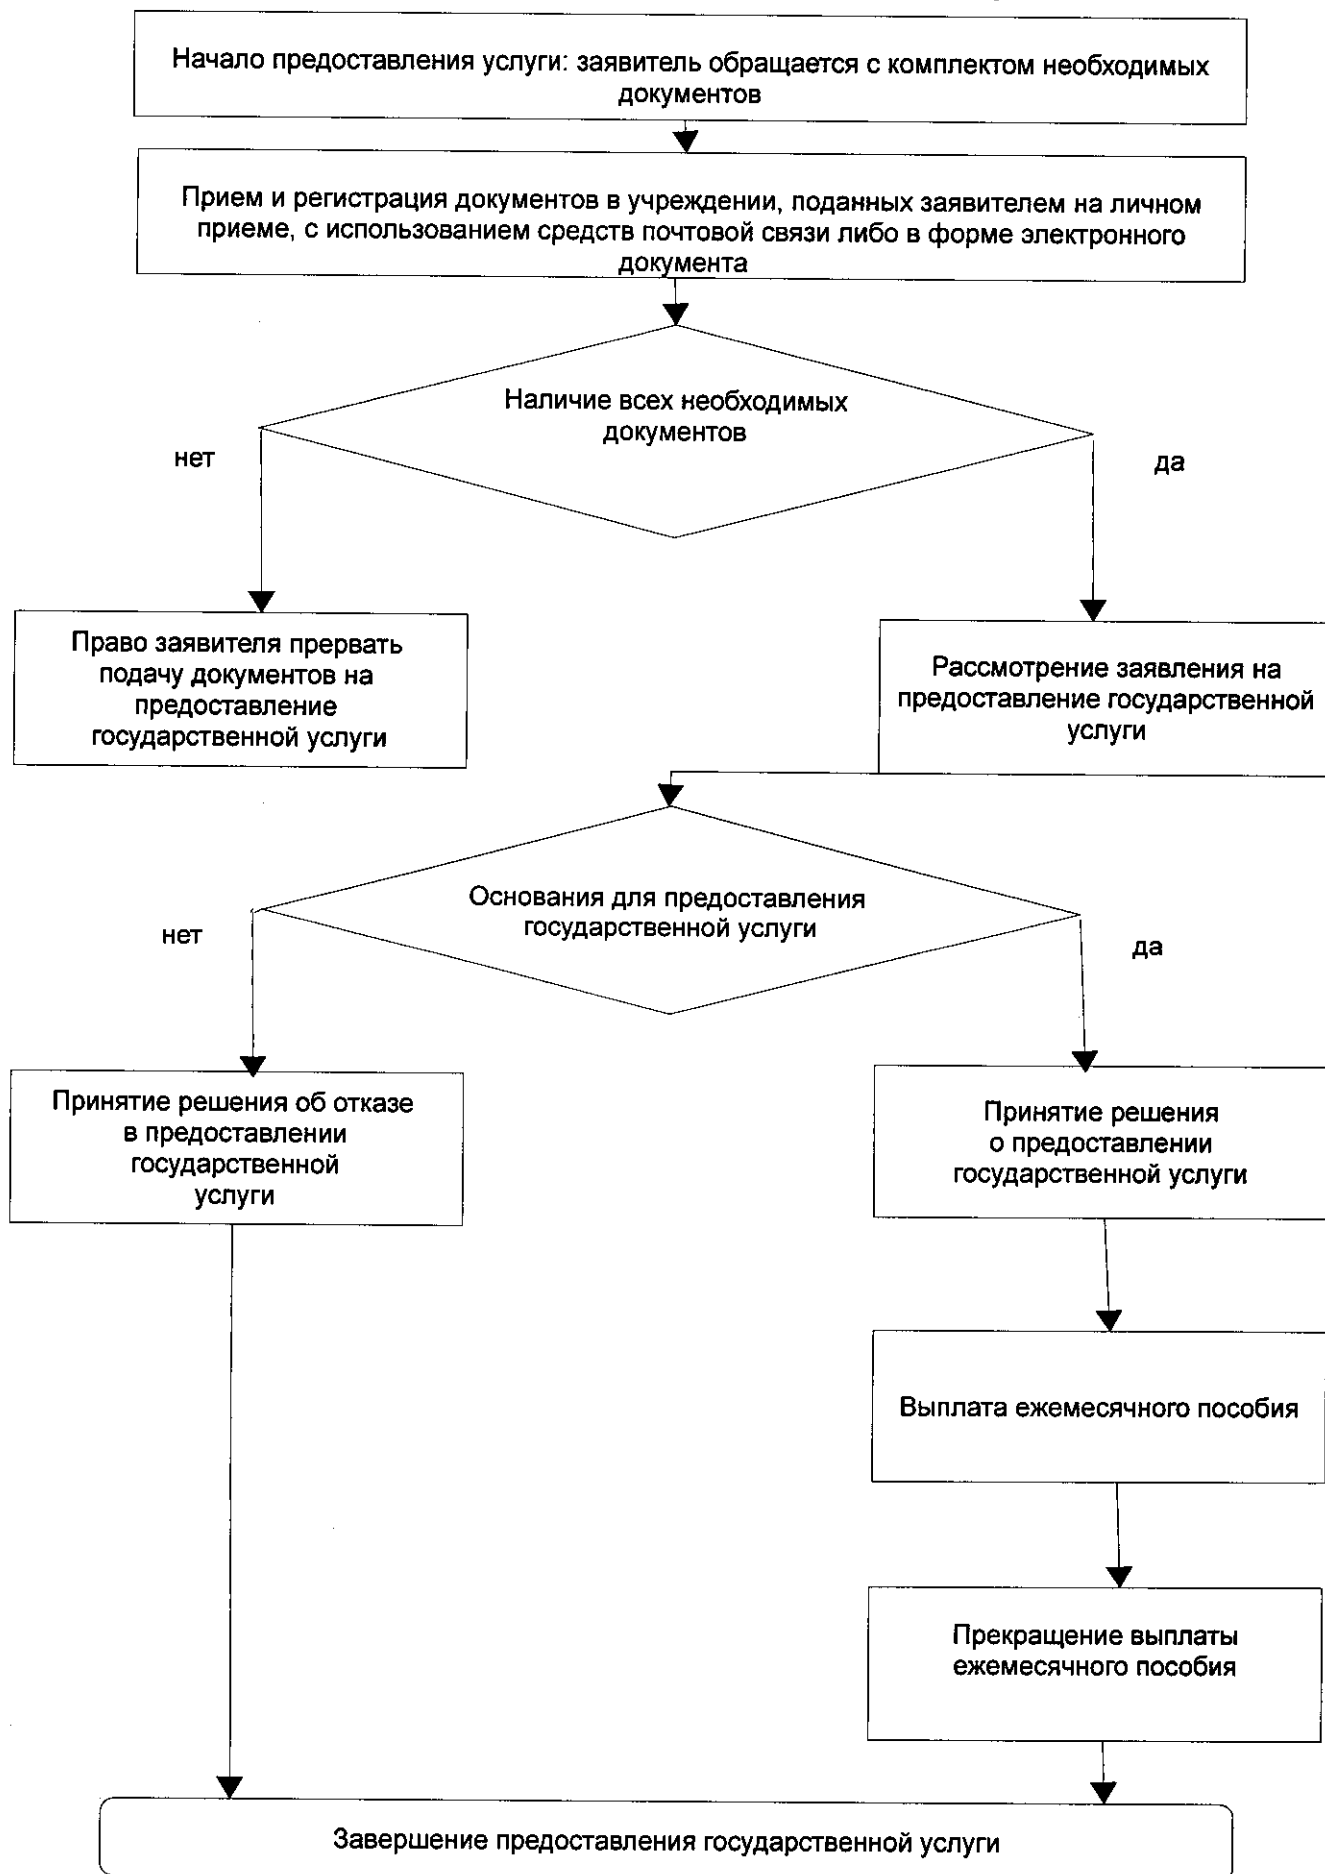 Начало предоставления услуги: заявитель обращается с комплектом необходимых
документов
Прием и регистрация документов в учреждении, поданных заявителем на личном
приеме, с использованием средств почтовой связи либо в форме электронного
документа
Наличие всех необходимых
документов
нет
да
Право заявителя прервать
подачу документов на
предоставление
государственной услуги
Рассмотрение заявления на
предоставление государственной
услуги
Основания для предоставления
государственной услуги
нет
да
Принятие решения об отказе
в предоставлении
государственной
услуги
Принятие решения
о предоставлении
государственной услуги
Выплата ежемесячного пособия
Прекращение выплаты
ежемесячного пособия
Завершение предоставления государственной услуги